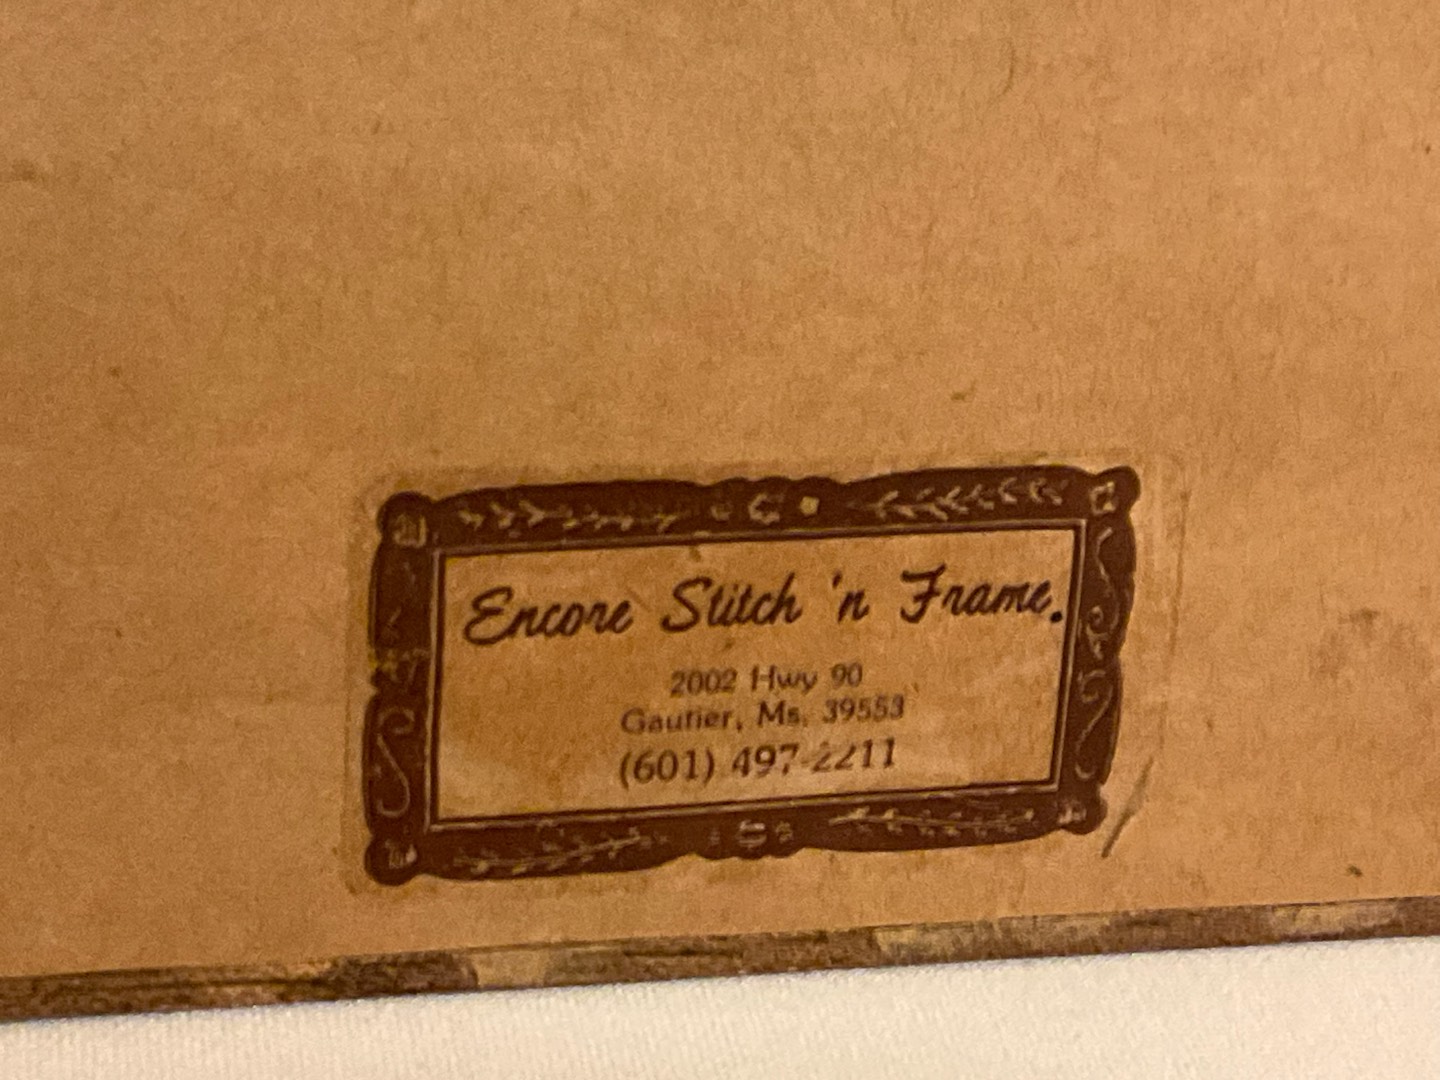 Encore Stitch 'n Frame.
2002 Hwy 90
Gautier, Ms. 39553
(601) 497-2211